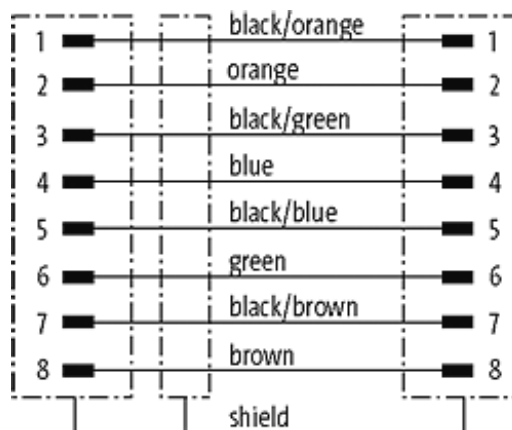 1 black/orange 1
2 orange 2
3 black/green 3
4 blue 4
5 black/blue 5
6 green 6
7 black/brown 7
8 brown 8
shield